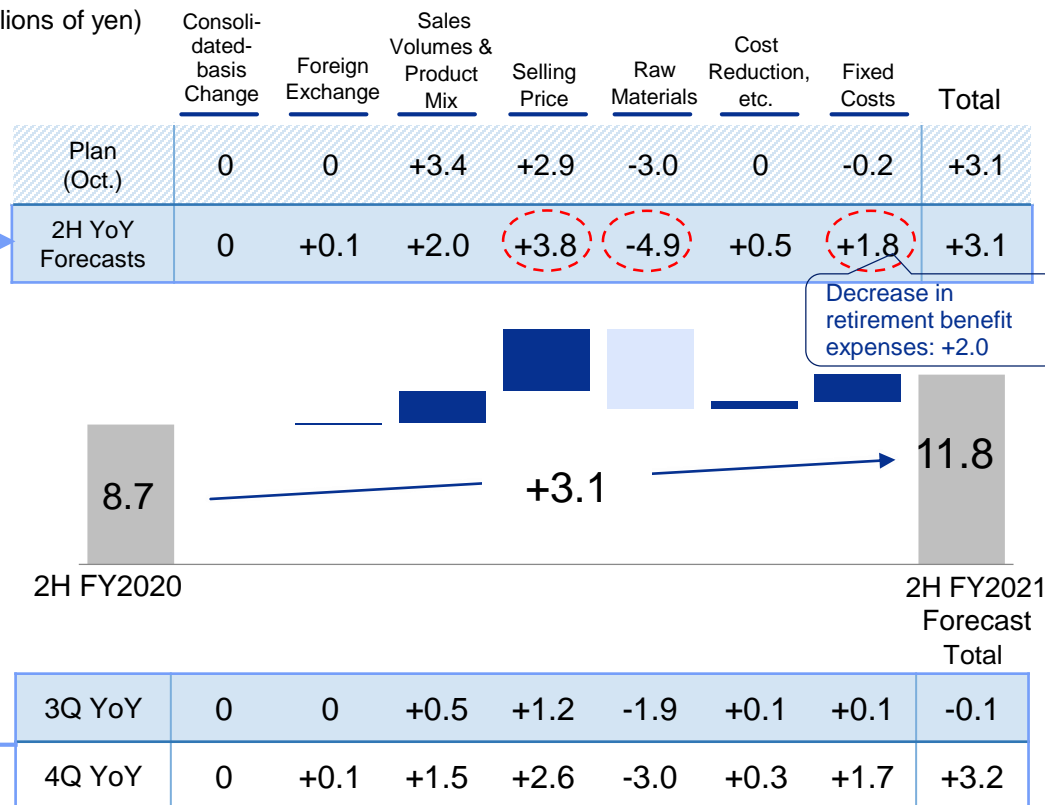 lions of yen)
Consoli-
dated-
basis
Change
Foreign
Exchange
Sales
Volumes &
Product
Mix
Selling
Price
Raw
Materials
Cost
Reduction,
etc.
Fixed
Costs
Total
Plan
(Oct.)
0 0 +3.4 +2.9 -3.0 0 -0.2 +3.1
2H YoY
Forecasts
0 +0.1 +2.0 +3.8 -4.9 +0.5 +1.8 +3.1
Decrease in
retirement benefit
expenses: +2.0
8.7
+3.1
11.8
2H FY2020
2H FY2021
Forecast
Total
3Q YoY 0 0 +0.5 +1.2 -1.9 +0.1 +0.1 -0.1
4Q YoY 0 +0.1 +1.5 +2.6 -3.0 +0.3 +1.7 +3.2